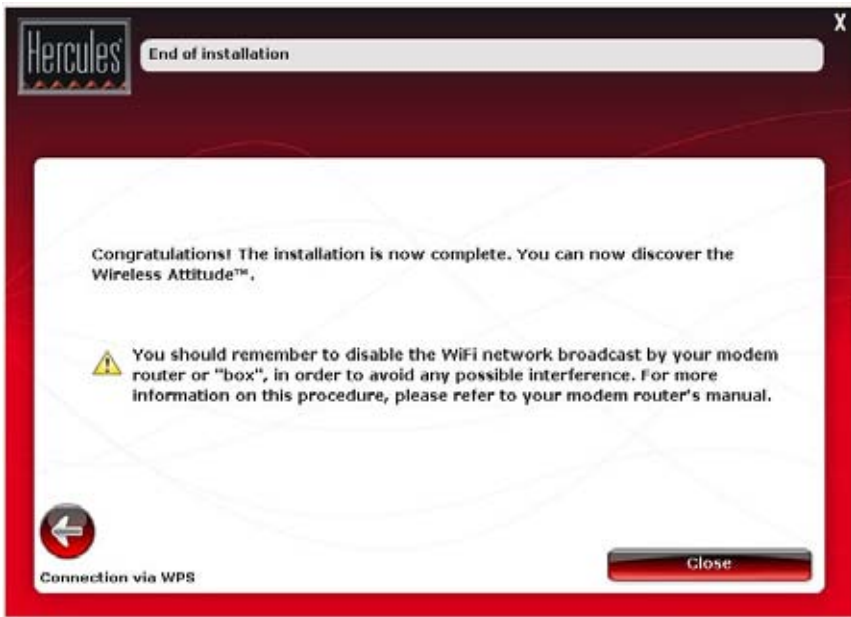 X
Hercules
End of installation
Congratulations! The installation is now complete. You can now discover the
Wireless Attitude™.
You should remember to disable the WiFi network broadcast by your modem
router or "box", in order to avoid any possible interference. For more
information on this procedure, please refer to your modem router's manual.
Connection via WPS
Close